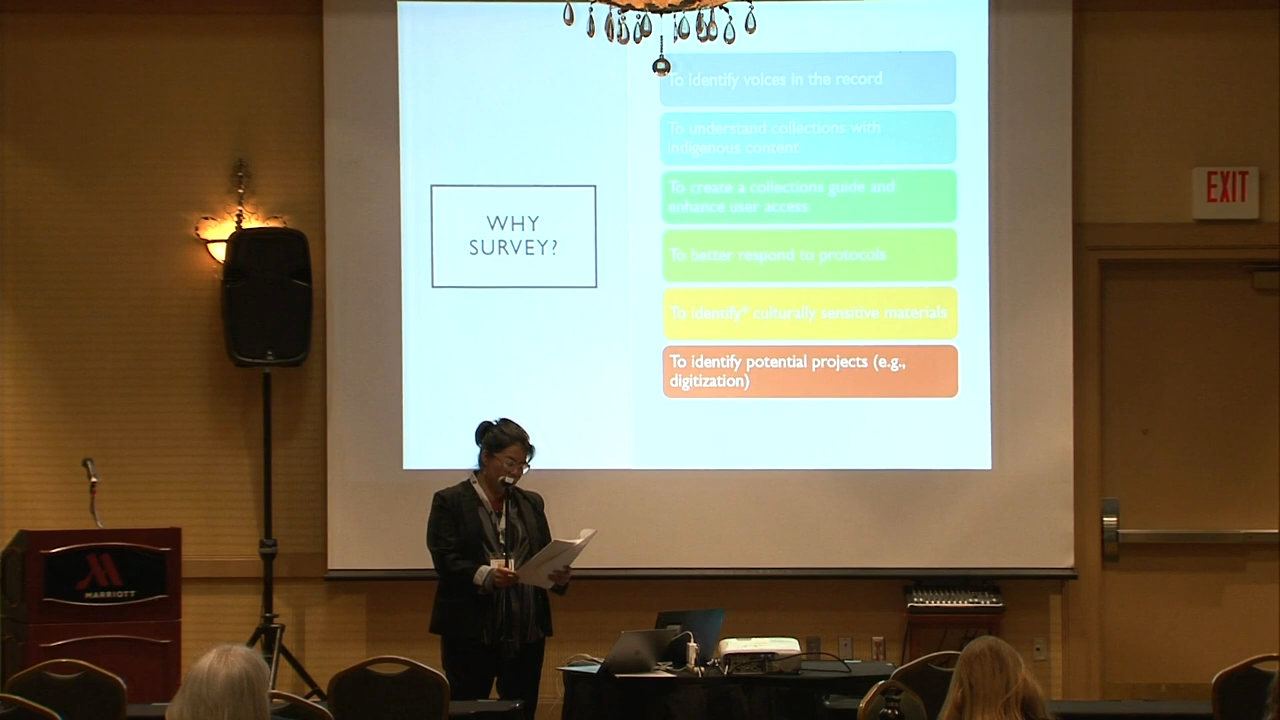 WHY
SURVEY?
To identify voices in the record
To understand collections with
indigenous content
To create a collections guide and
enhance user access
To better respond to protocols
To identify* culturally sensitive materials
To identify potential projects (e.g.,
digitization)
EXIT
MARRIOTT